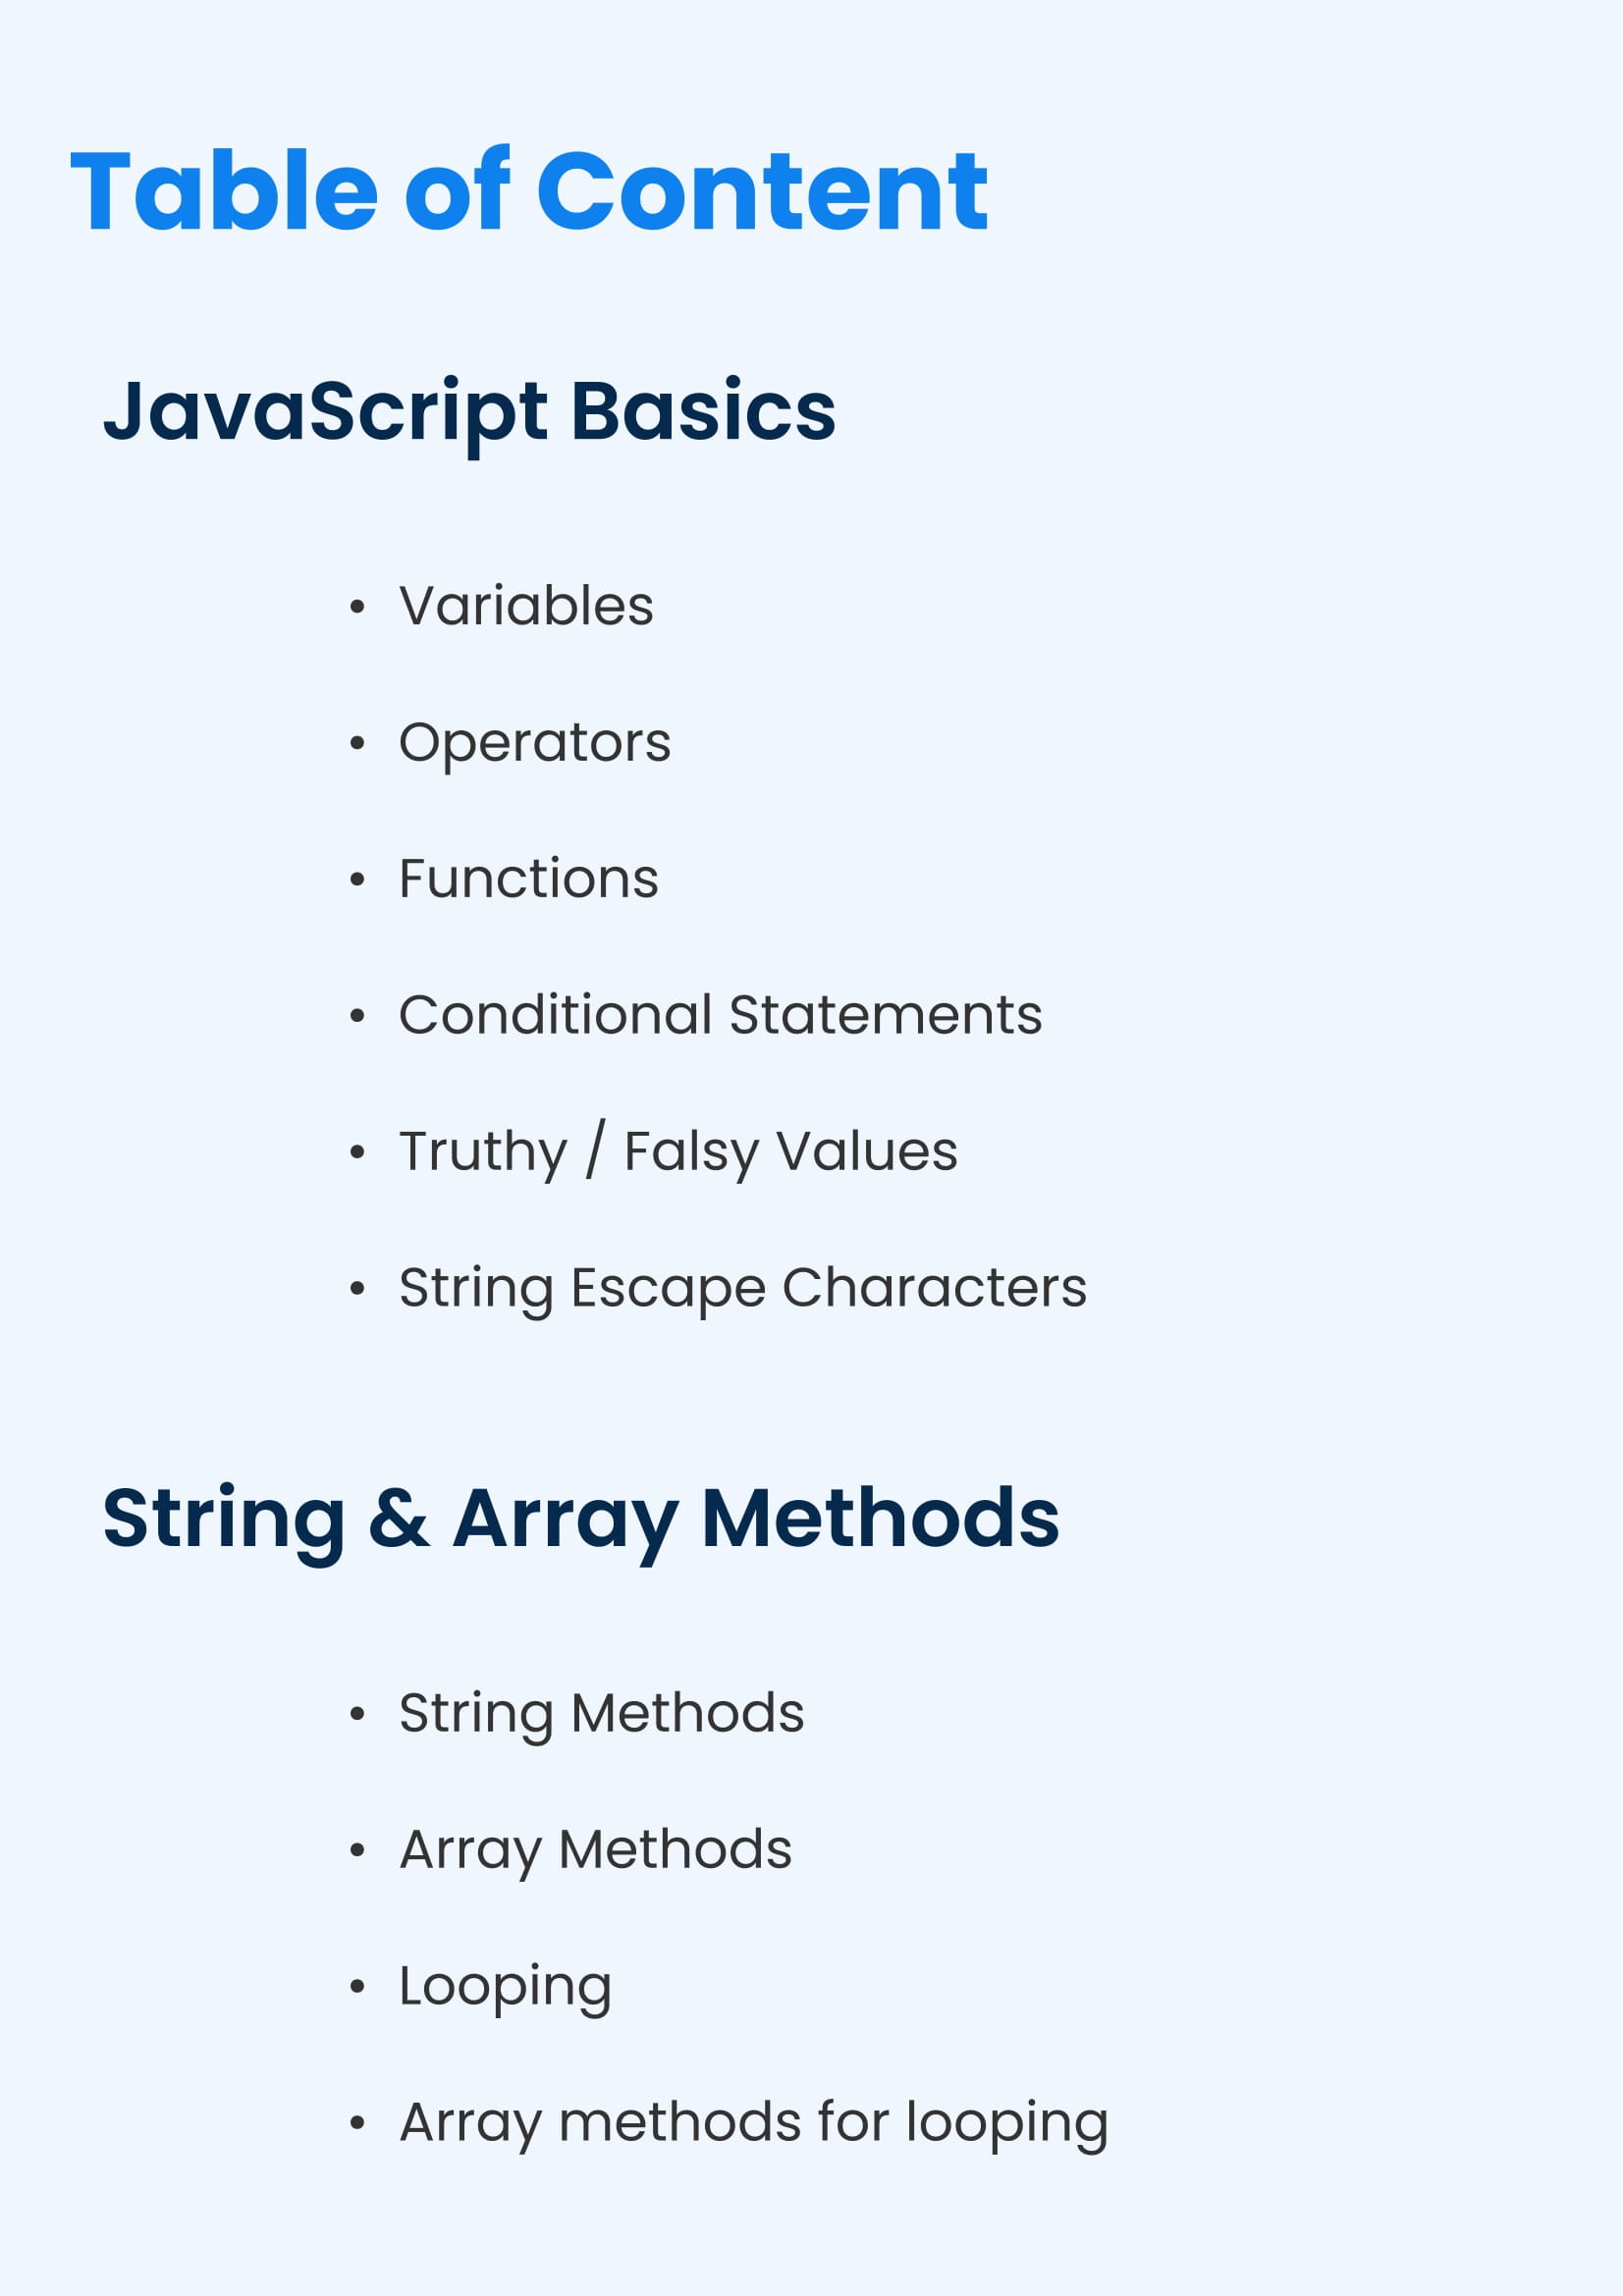 Table of Content
JavaScript Basics
• Variables
• Operators
• Functions
• Conditional Statements
• Truthy / Falsy Values
• String Escape Characters
String & Array Methods
• String Methods
• Array Methods
• Looping
• Array methods for looping